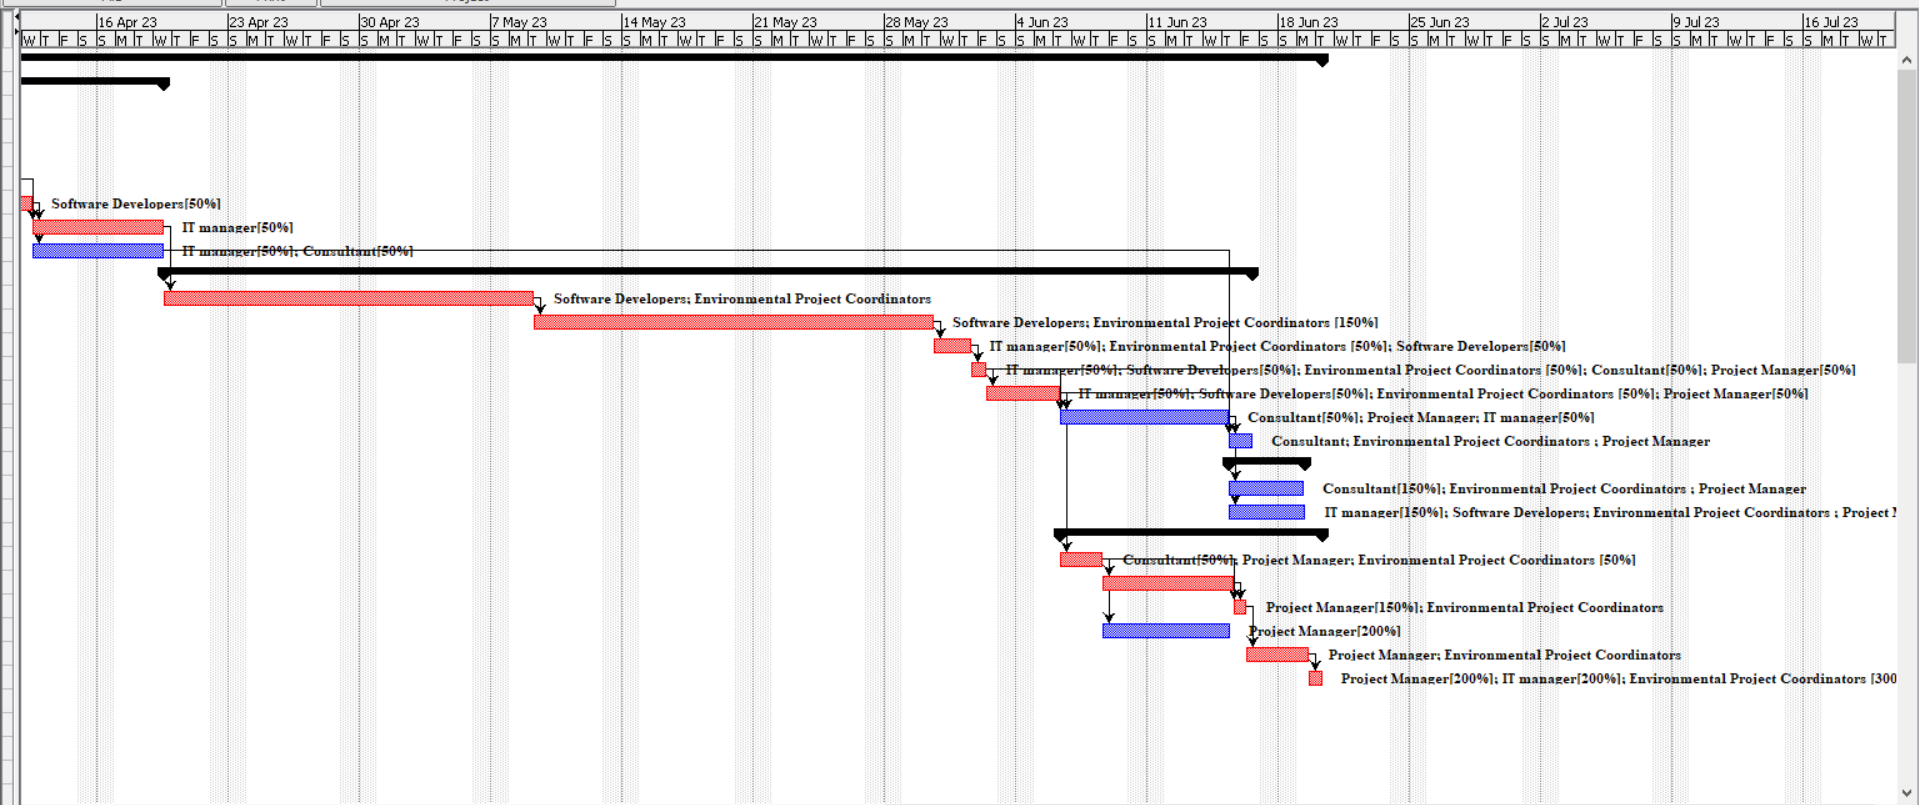 16 Apr 23 23 Apr 23 30 Apr 23 7 May 23 14 May 23 21 May 23 28 May 23 4 Jun 23 11 Jun 23 18 Jun 23 25 Jun 23 2 Jul 23 9 Jul 23 16 Jul 23
W T F S S M T W T F S S M T W T F S S M T W T F S S M T W T F S S M T W T F S S M T W T F S S M T W T F S S M T W T F S S M T W T F S S M T W T F S S M T W T F S S M T W T F S S M T W T F S S M T W T
Software Developers[50%]
IT manager[50%]
IT manager[50%]; Consultant[50%]
Software Developers; Environmental Project Coordinators
Software Developers; Environmental Project Coordinators [150%]
IT manager[50%]; Environmental Project Coordinators [50%]; Software Developers[50%]
IT manager[50%]; Software Developers[50%]; Environmental Project Coordinators [50%]; Consultant[50%]; Project Manager[50%]
IT manager[50%]; Software Developers[50%]; Environmental Project Coordinators [50%]; Project Manager[50%]
Consultant[50%]; Project Manager; IT manager[50%]
Consultant; Environmental Project Coordinators ; Project Manager
Consultant[150%]; Environmental Project Coordinators ; Project Manager
IT manager[150%]; Software Developers; Environmental Project Coordinators ; Project
Consultant[50%]; Project Manager; Environmental Project Coordinators [50%]
Project Manager[150%]; Environmental Project Coordinators
Project Manager[200%]
Project Manager; Environmental Project Coordinators
Project Manager[200%]; IT manager[200%]; Environmental Project Coordinators [300